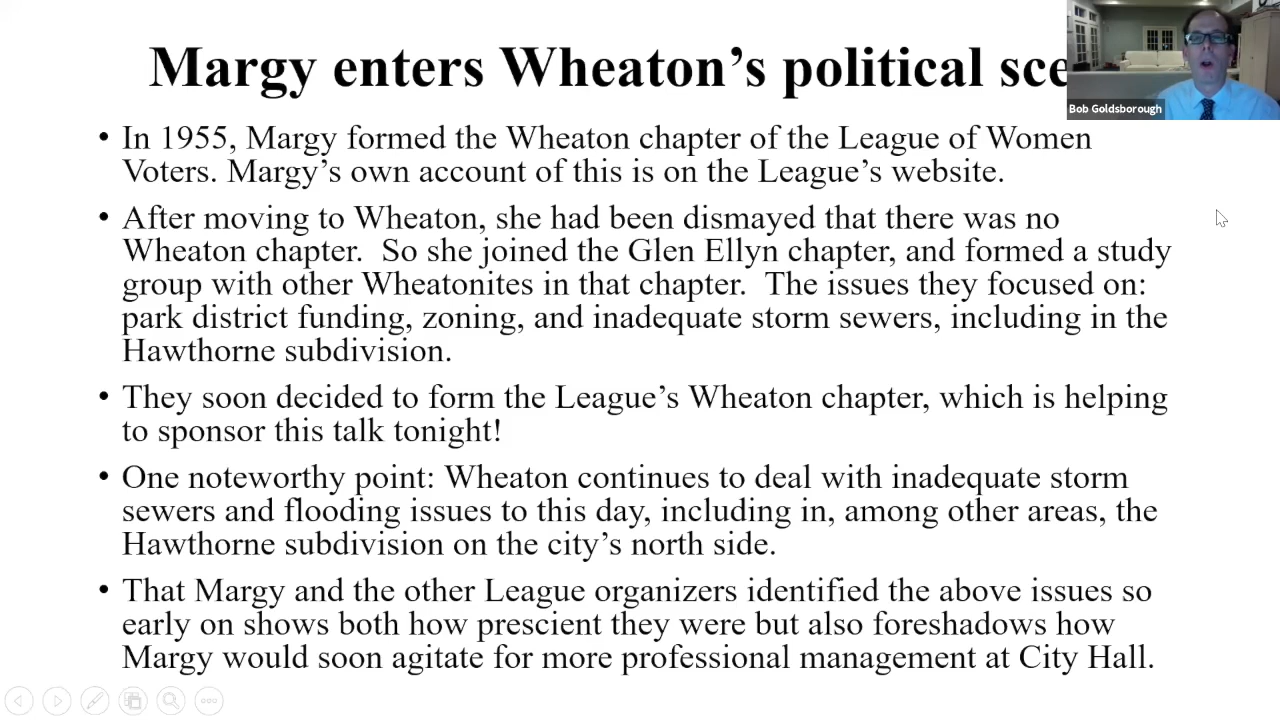 Margy enters Wheaton's political sce
Bob Goldsborough
• In 1955, Margy formed the Wheaton chapter of the League of Women
Voters. Margy's own account of this is on the League's website.
• After moving to Wheaton, she had been dismayed that there was no
Wheaton chapter.  So she joined the Glen Ellyn chapter, and formed a study
group with other Wheatonites in that chapter.  The issues they focused on:
park district funding, zoning, and inadequate storm sewers, including in the
Hawthorne subdivision.
• They soon decided to form the League's Wheaton chapter, which is helping
to sponsor this talk tonight!
• One noteworthy point: Wheaton continues to deal with inadequate storm
sewers and flooding issues to this day, including in, among other areas, the
Hawthorne subdivision on the city's north side.
• That Margy and the other League organizers identified the above issues so
early on shows both how prescient they were but also foreshadows how
Margy would soon agitate for more professional management at City Hall.